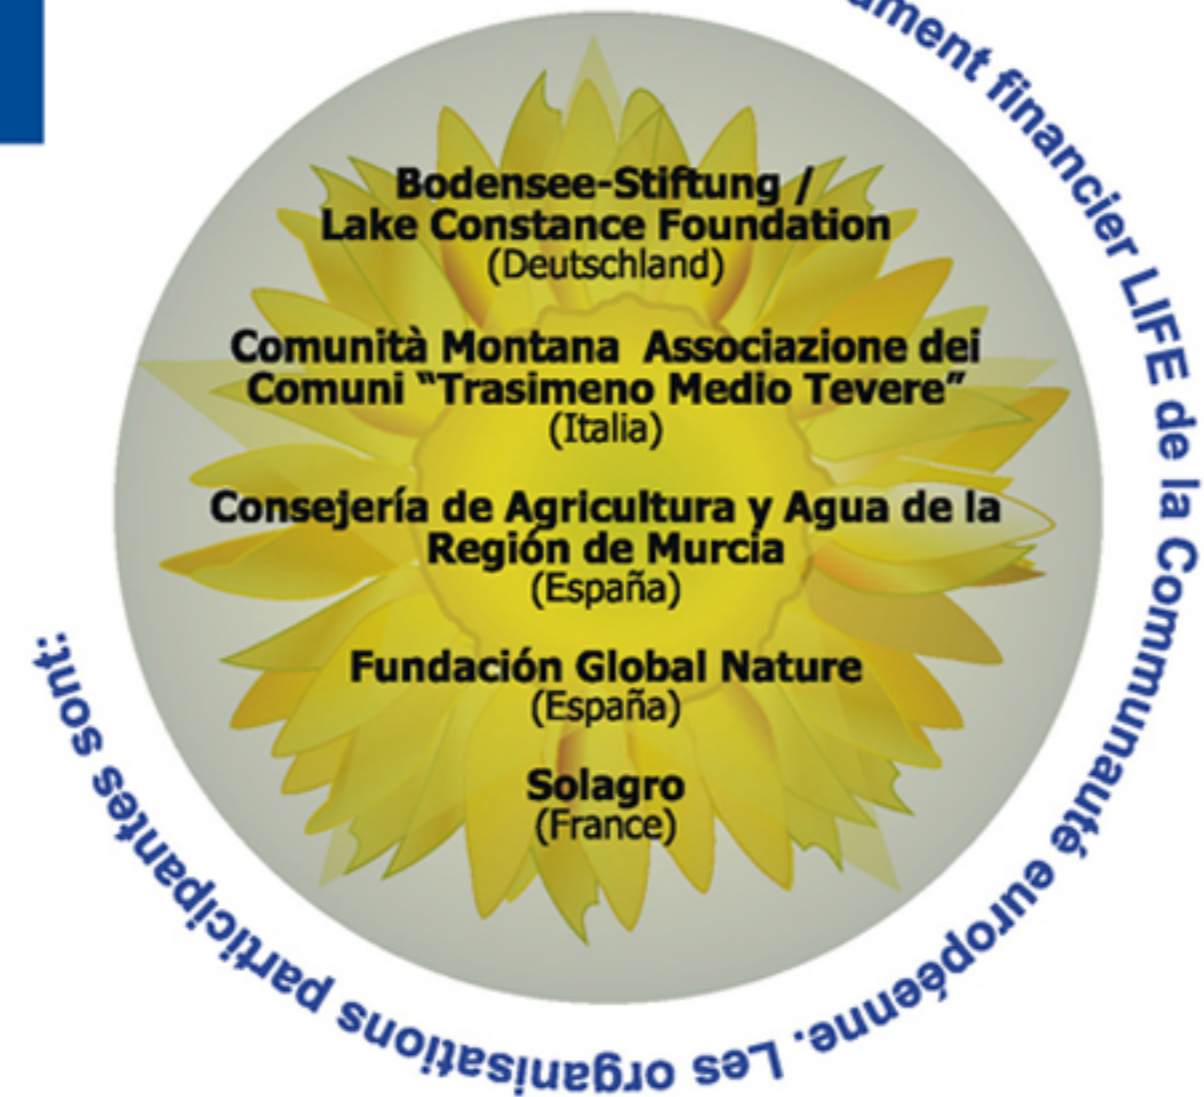 Bodensee-Stiftung /
Lake Constance Foundation
(Deutschland)
Comunità Montana Associazione dei
Comuni “Trasimeno Medio Tevere”
(Italia)
Consejería de Agricultura y Agua de la
Región de Murcia
(España)
Fundación Global Nature
(España)
Solagro
(France)
financier LIFE de la Communauté européenne. Les organisations participantes sont: